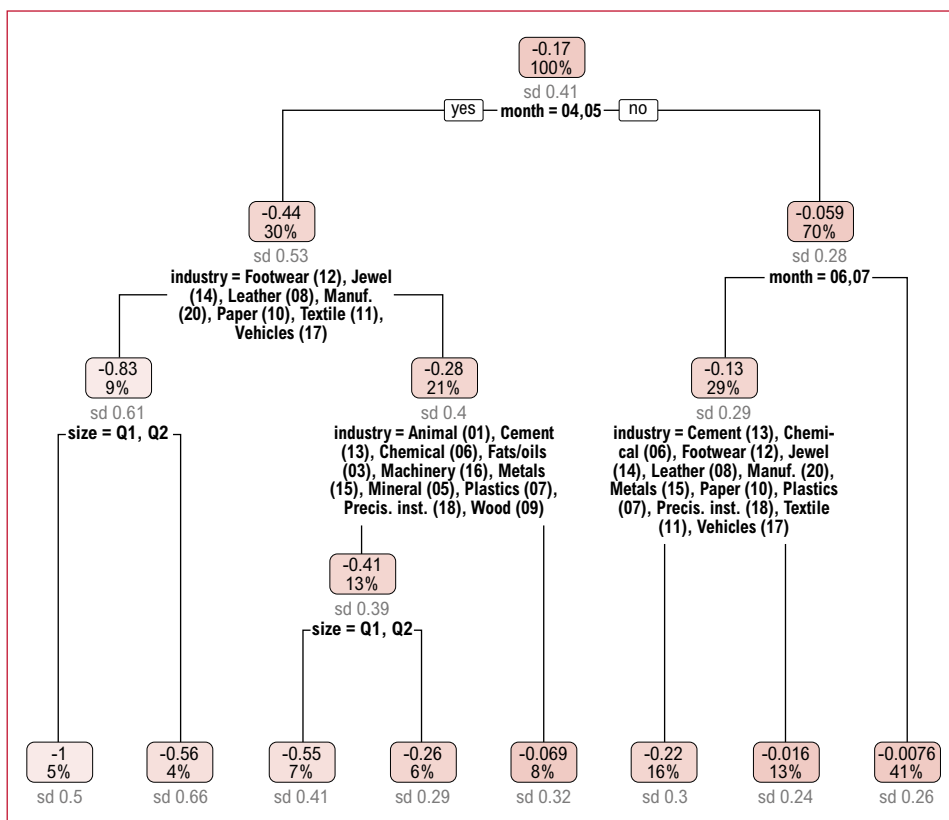 -0.17
100%
sd 0.41
yes month = 04,05 no
-0.44
30%
sd 0.53
industry = Footwear (12), Jewel
(14), Leather (08), Manuf.
(20), Paper (10), Textile (11),
Vehicles (17)
-0.059
70%
sd 0.28
month = 06,07
-0.83
9%
sd 0.61
size = Q1, Q2
-0.28
21%
sd 0.4
industry = Animal (01), Cement
(13), Chemical (06), Fats/oils
(03), Machinery (16), Metals
(15), Mineral (05), Plastics (07),
Precis. inst. (18), Wood (09)
-0.13
29%
sd 0.29
industry = Cement (13), Chemi-
cal (06), Footwear (12), Jewel
(14), Leather (08), Manuf. (20),
Metals (15), Paper (10), Plastics
(07), Precis. inst. (18), Textile
(11), Vehicles (17)
-0.41
13%
sd 0.39
size = Q1, Q2
-1
5%
sd 0.5
-0.56
4%
sd 0.66
-0.55
7%
sd 0.41
-0.26
6%
sd 0.29
-0.069
8%
sd 0.32
-0.22
16%
sd 0.3
-0.016
13%
sd 0.24
-0.0076
41%
sd 0.26